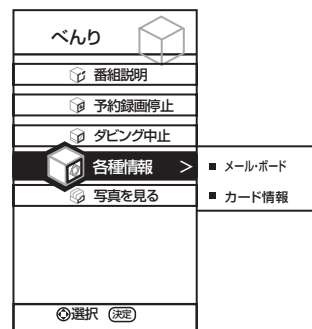 べんり
番組説明
予約録画停止
ダビング中止
各種情報 >
■ メール・ボード
写真を見る
■ カード情報
選択 決定